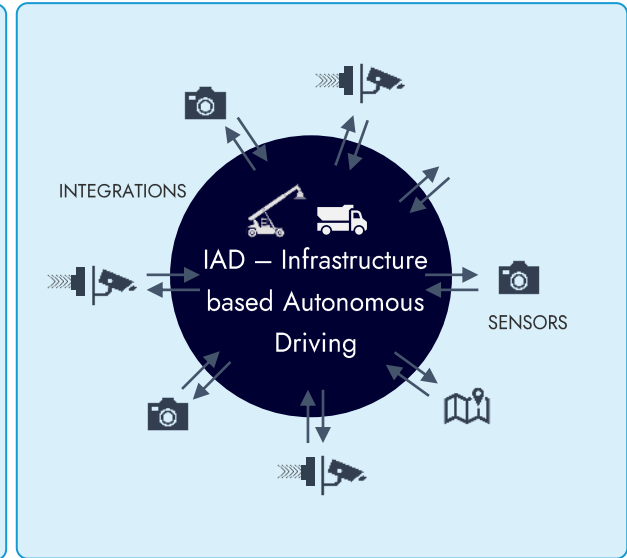 INTEGRATIONS
IAD – Infrastructure
based Autonomous
Driving
SENSORS